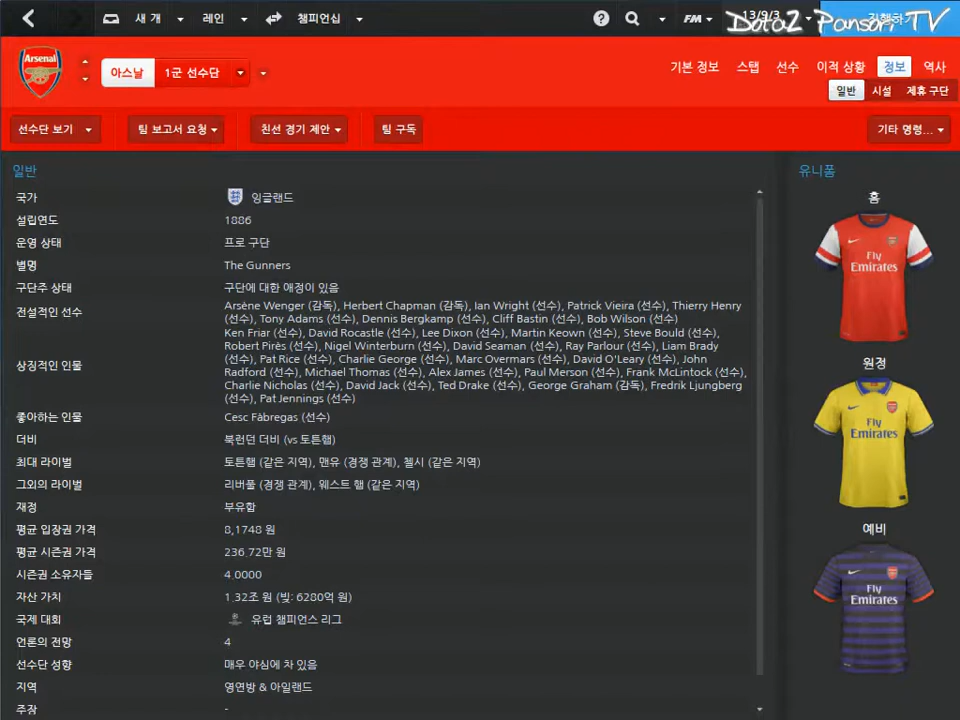 새 개 레인 챔피언십 FM 13/9/3
Dota2 Pansori TV
Arsenal 아스날 1군 선수단
기본 정보 스탭 선수 이적 상황 정보 역사
일반 시설 제휴 구단
선수단 보기 팀 보고서 요청 친선 경기 제안 팀 구독 기타 명령...
일반
국가 잉글랜드
설립연도 1886
운영 상태 프로 구단
별명 The Gunners
구단주 상태 구단에 대한 애정이 있음
전설적인 선수 Arsène Wenger (감독), Herbert Chapman (감독), Ian Wright (선수), Patrick Vieira (선수), Thierry Henry
(선수), Tony Adams (선수), Dennis Bergkamp (선수), Cliff Bastin (선수), Bob Wilson (선수)
상징적인 인물 Ken Friar (선수), David Rocastle (선수), Lee Dixon (선수), Martin Keown (선수), Steve Bould (선수),
Robert Pirès (선수), Nigel Winterburn (선수), David Seaman (선수), Ray Parlour (선수), Liam Brady
(선수), Pat Rice (선수), Charlie George (선수), Marc Overmars (선수), David O'Leary (선수), John
Radford (선수), Michael Thomas (선수), Alex James (선수), Paul Merson (선수), Frank McLintock (선수),
Charlie Nicholas (선수), David Jack (선수), Ted Drake (선수), George Graham (감독), Fredrik Ljungberg
(선수), Pat Jennings (선수)
좋아하는 인물 Cesc Fàbregas (선수)
더비 북런던 더비 (vs 토튼햄)
최대 라이벌 토튼햄 (같은 지역), 맨유 (경쟁 관계), 첼시 (같은 지역)
그외의 라이벌 리버풀 (경쟁 관계), 웨스트 햄 (같은 지역)
재정 부유함
평균 입장권 가격 8,1748 원
평균 시즌권 가격 236.72만 원
시즌권 소유자들 4.0000
자산 가치 1.32조 원 (빚: 6280억 원)
국제 대회 유럽 챔피언스 리그
언론의 전망 4
선수단 성향 매우 야심에 차 있음
지역 영연방 & 아일랜드
주장 -
유니폼
홈
Fly
Emirates
원정
Fly
Emirates
예비
Fly
Emirates